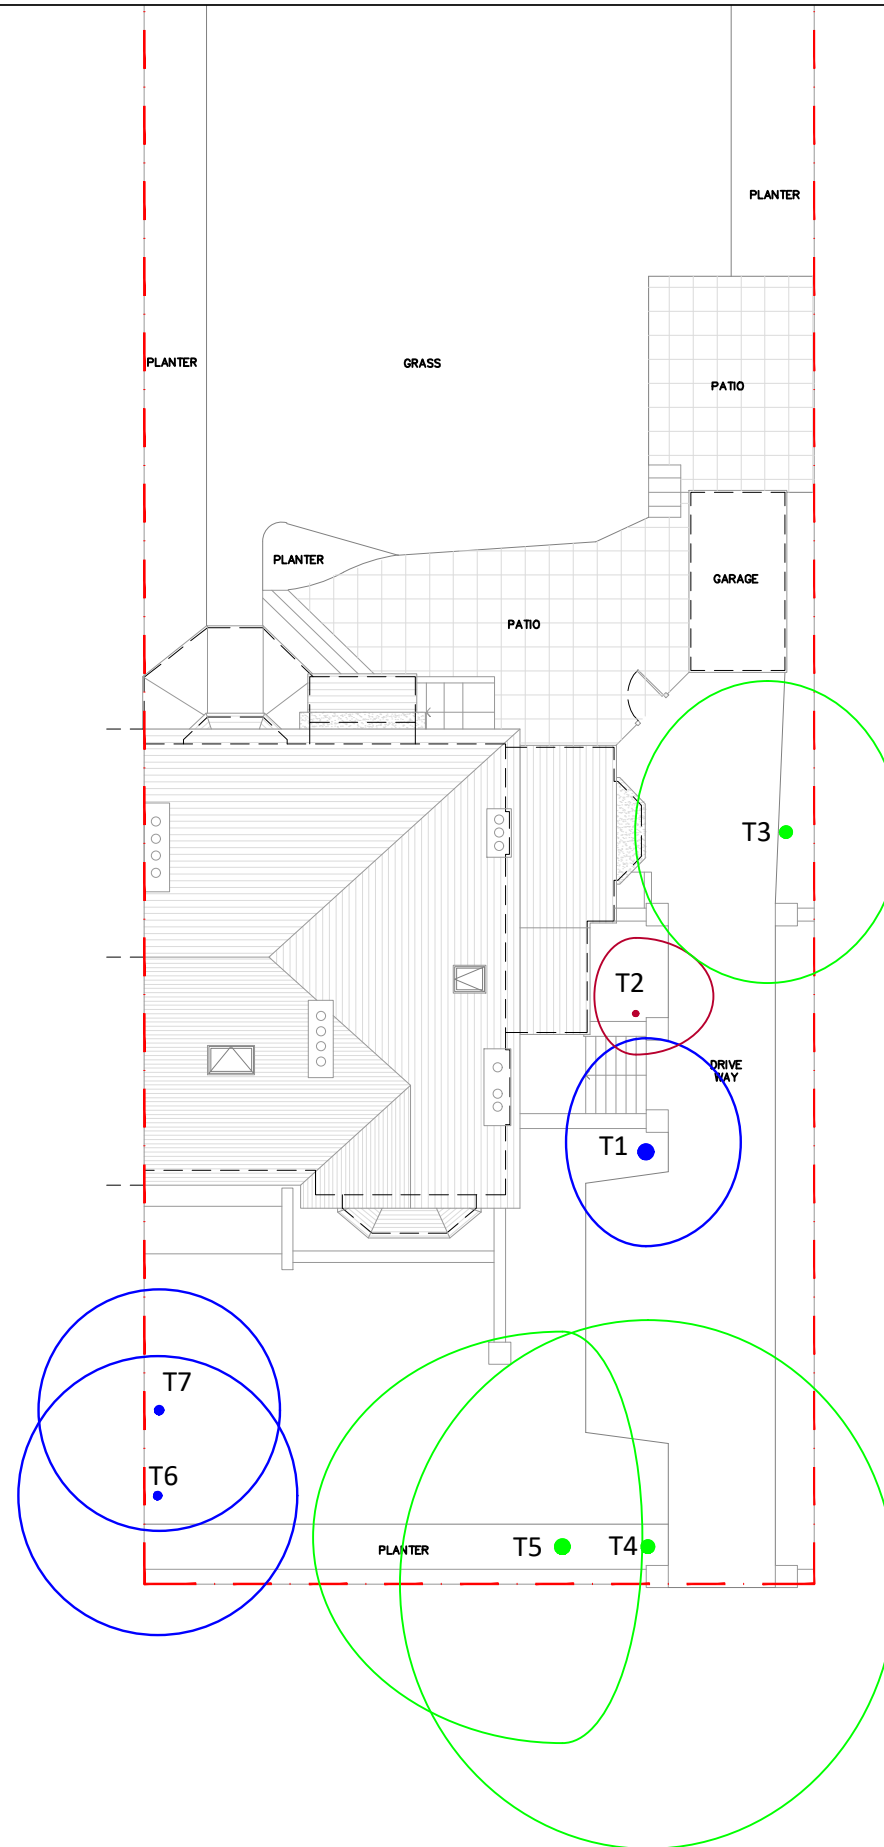 PLANTER
PLANTER
GRASS
PATIO
PLANTER
GARAGE
PATIO
T3
T2
DRIVE
WAY
T1
T7
T6
PLANTER
T5
T4